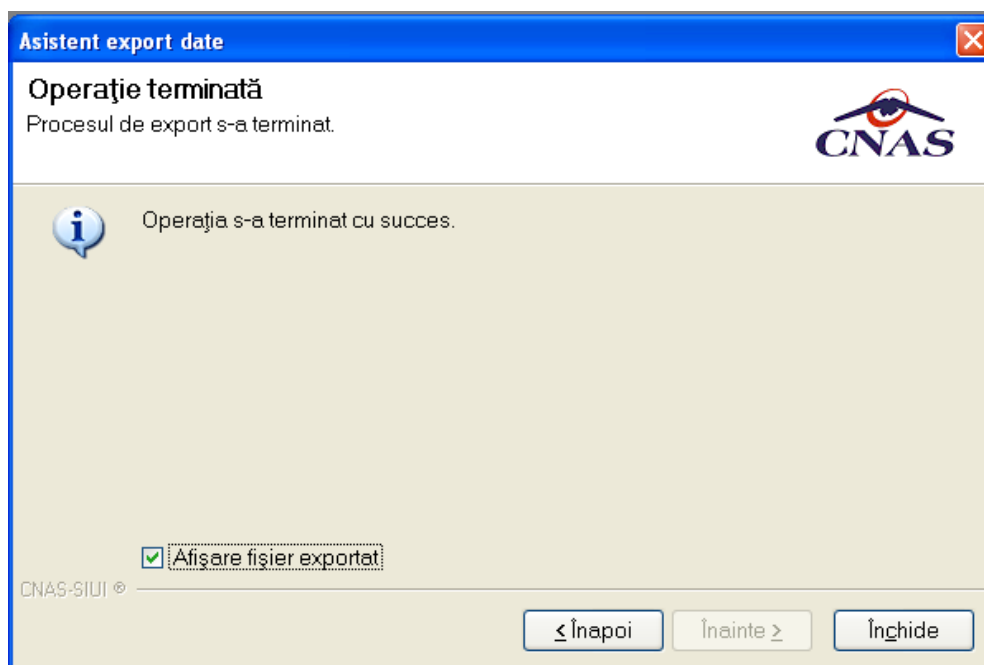 Asistent export date
Operaţie terminată
Procesul de export s-a terminat.
CNAS
Operaţia s-a terminat cu succes.
Afişare fişier exportat
CNAS-SIUI ®
< Înapoi
Înainte >
Închide